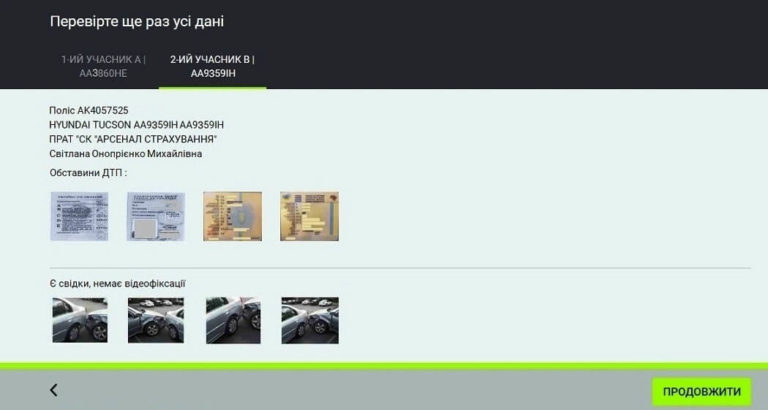 Перевірте ще раз усі дані
1-ИЙ УЧАСНИК А |
АА3860НЕ
2-ИЙ УЧАСНИК В |
АА9359ІН
Поліс АК4057525
HYUNDAI TUCSON АА9359ІН АА9359ІН
ПРАТ "СК "АРСЕНАЛ СТРАХУВАННЯ"
Світлана Онопрієнко Михайлівна
Обставини ДТП :
Є свідки, немає відеофіксації
ПРОДОВЖИТИ